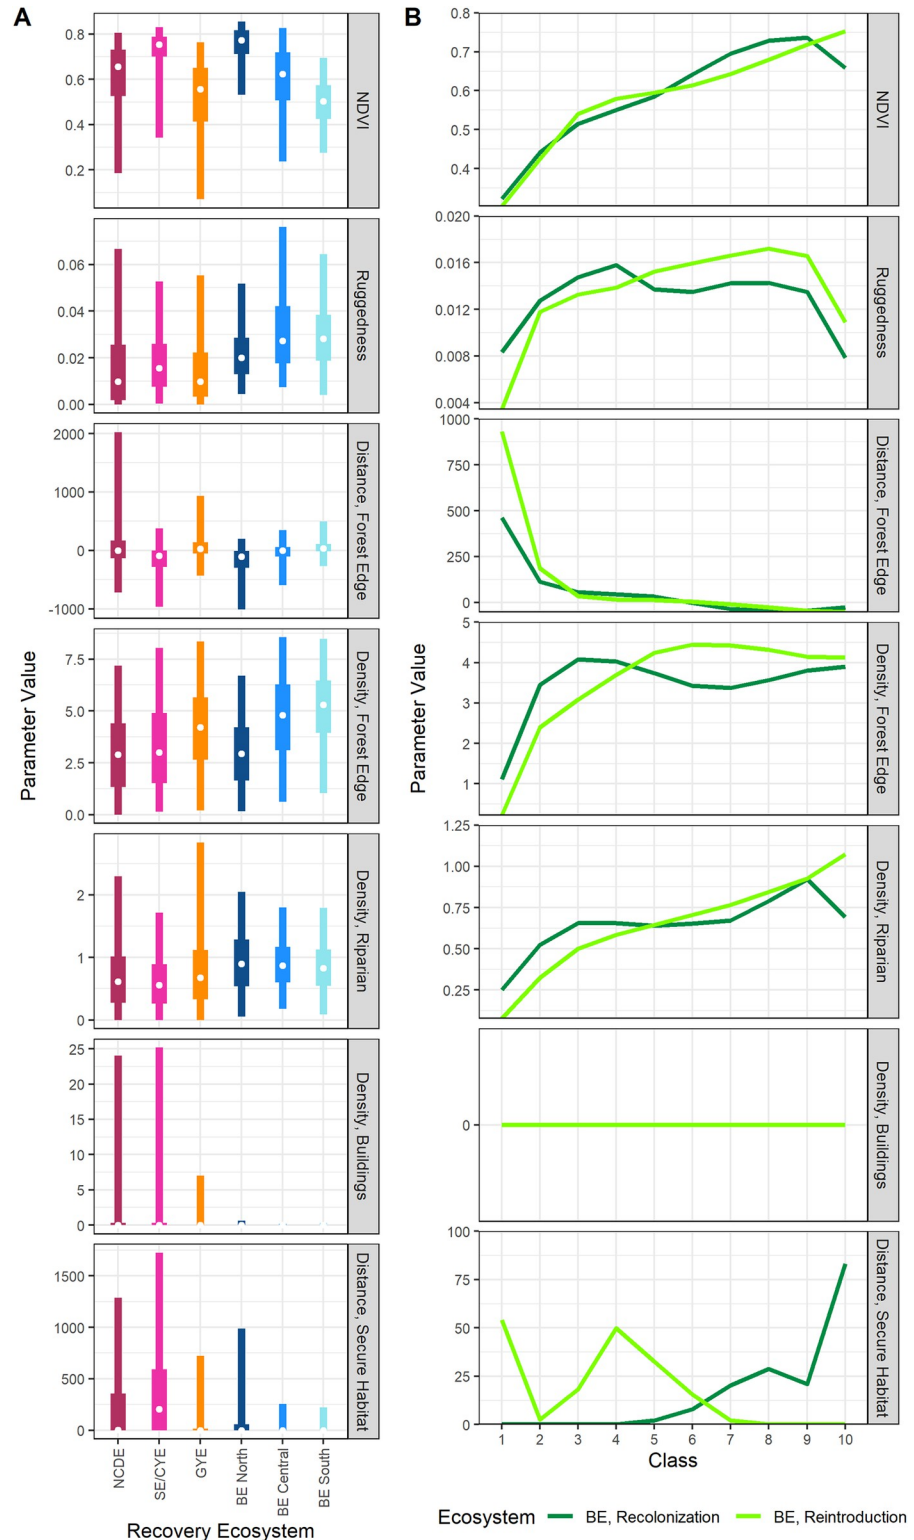 A
B
0.8
0.6
0.4
0.2
NDVI
0.8
0.7
0.6
0.5
0.4
NDVI
0.06
0.04
0.02
0.00
Ruggedness
0.020
0.016
0.012
0.008
0.004
Ruggedness
2000
1000
0
-1000
Distance, Forest Edge
1000
750
500
250
0
Distance, Forest Edge
Parameter Value
7.5
5.0
2.5
0.0
Density, Forest Edge
Parameter Value
5
4
3
2
1
Density, Forest Edge
2
1
0
Density, Riparian
1.25
1.00
0.75
0.50
0.25
Density, Riparian
25
20
15
10
5
0
Density, Buildings
0
Density, Buildings
1500
1000
500
0
Distance, Secure Habitat
100
75
50
25
0
Distance, Secure Habitat
NCDE
SE/CYE
GYE
BE North
BE Central
BE South
Recovery Ecosystem
1 2 3 4 5 6 7 8 9 10
Class
Ecosystem BE, Recolonization BE, Reintroduction